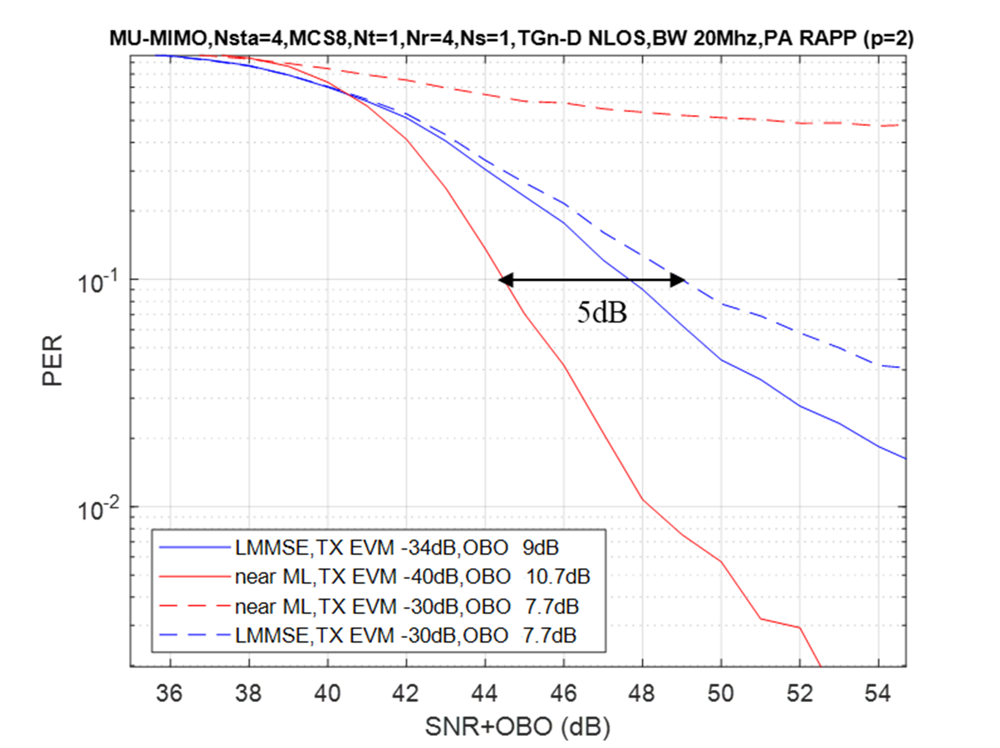 MU-MIMO,Nsta=4,MCS8,Nt=1,Nr=4,Ns=1,TGn-D NLOS,BW 20Mhz,PA RAPP (p=2)
10-1
5dB
PER
10-2
LMMSE,TX EVM -34dB,OBO 9dB
near ML,TX EVM -40dB,OBO 10.7dB
near ML,TX EVM -30dB,OBO 7.7dB
LMMSE,TX EVM -30dB,OBO 7.7dB
36 38 40 42 44 46 48 50 52 54
SNR+OBO (dB)